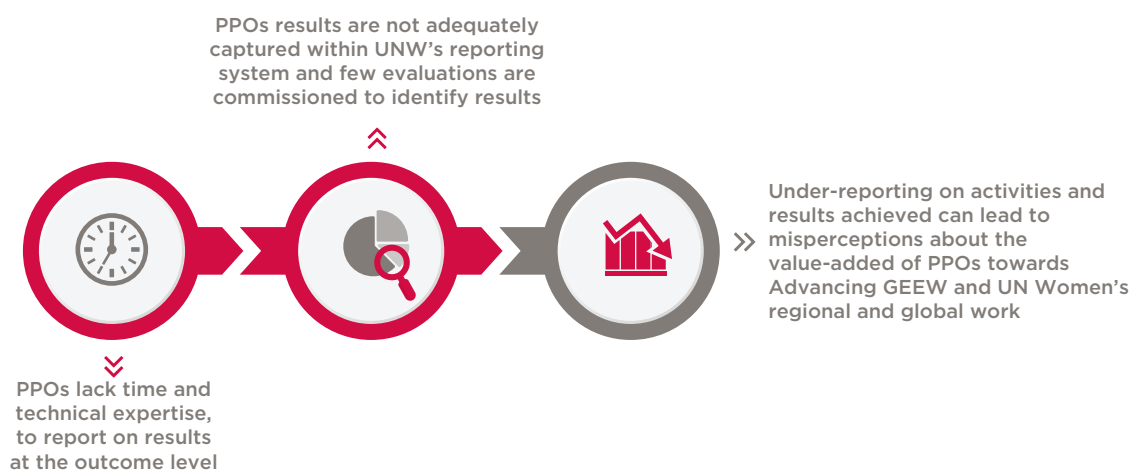 PPOs results are not adequately
captured within UNW’s reporting
system and few evaluations are
commissioned to identify results
Under-reporting on activities and
results achieved can lead to
misperceptions about the
value-added of PPOs towards
Advancing GEEW and UN Women’s
regional and global work
PPOs lack time and
technical expertise,
to report on results
at the outcome level